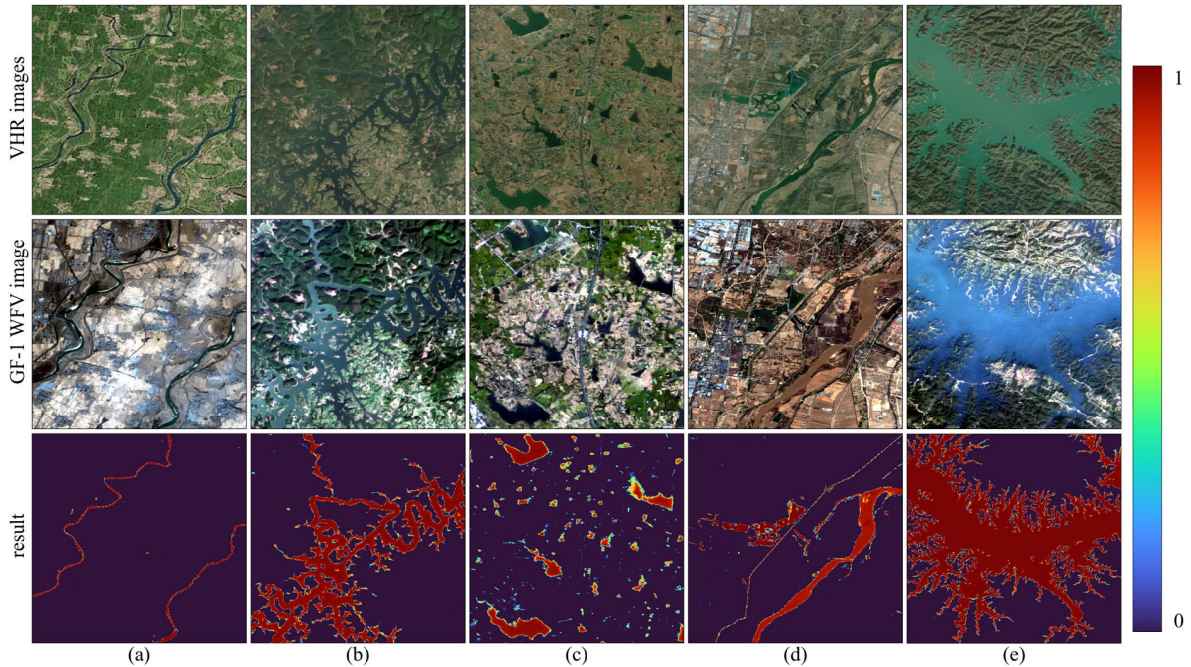 VHR images
GF-1 WFV image
result
1
0
(a)
(b)
(c)
(d)
(e)